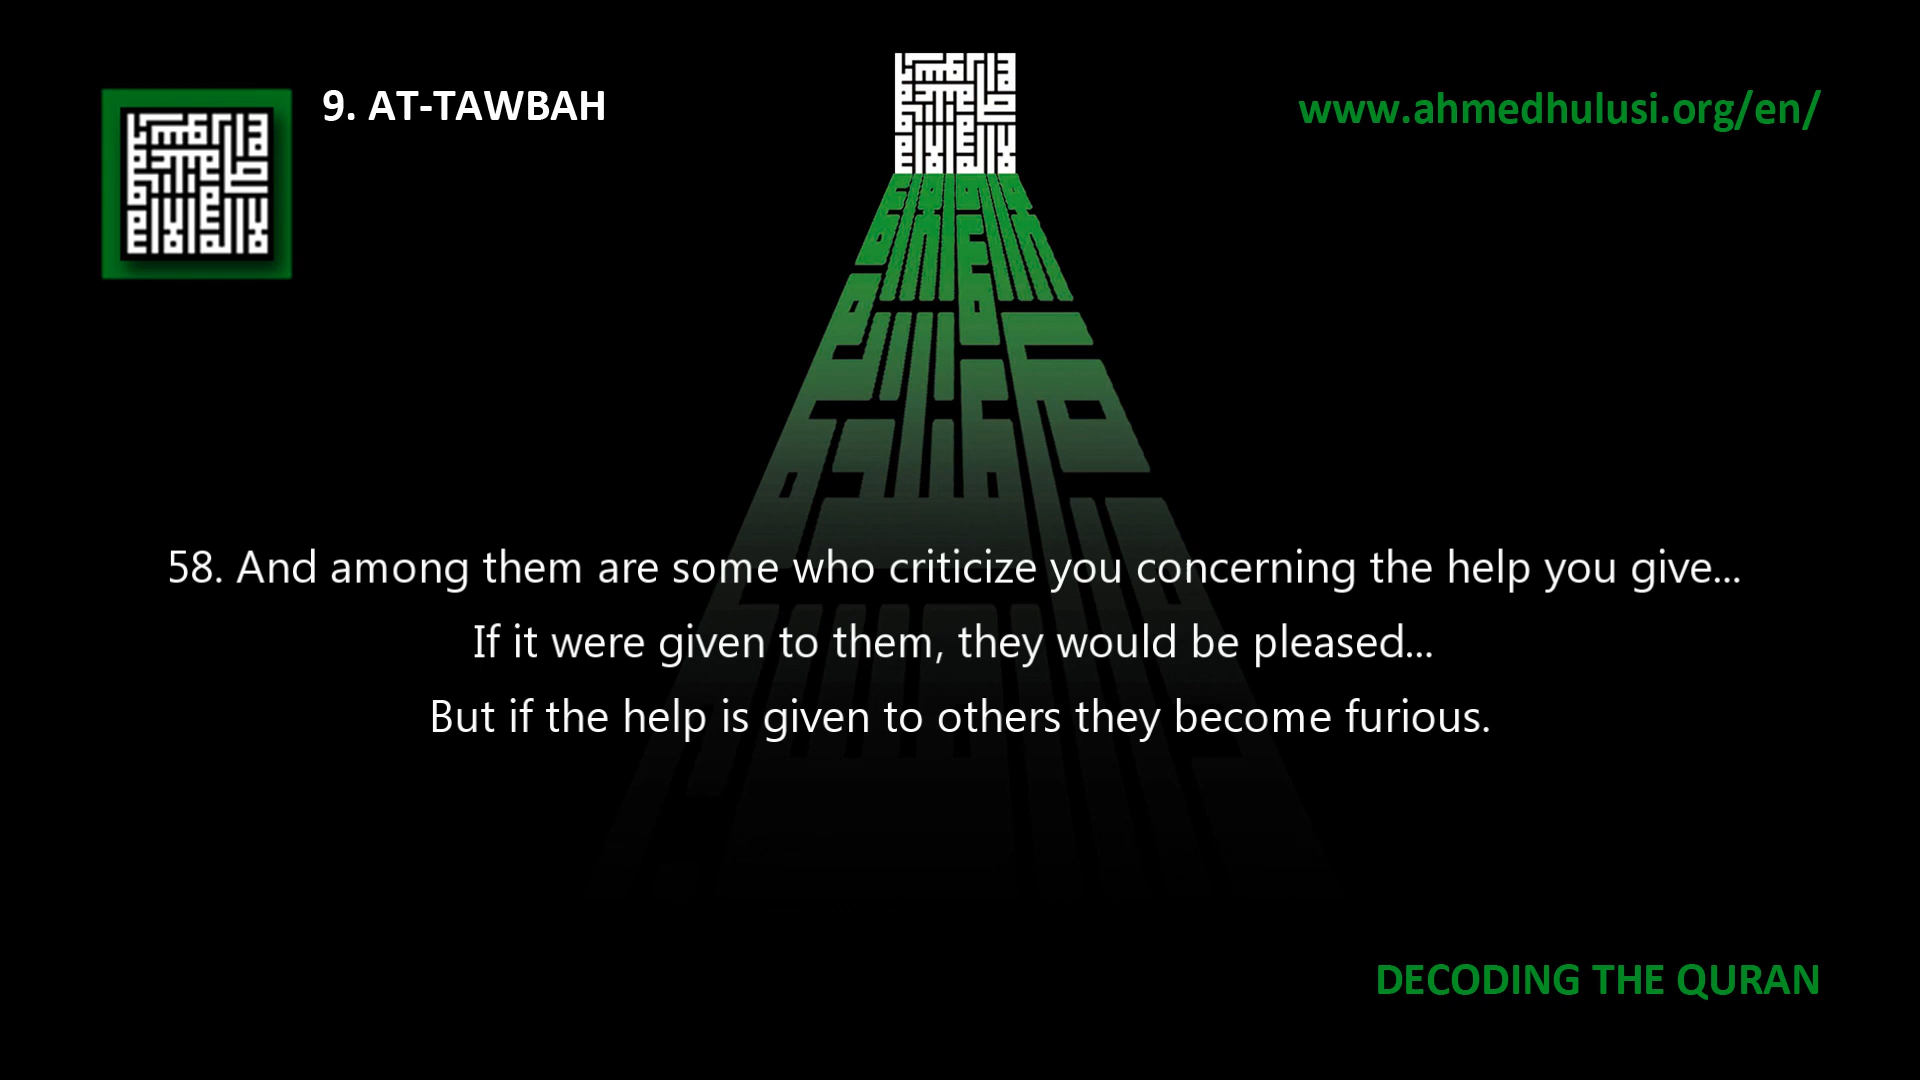 9. AT-TAWBAH
www.ahmedhulusi.org/en/
58. And among them are some who criticize you concerning the help you give...
If it were given to them, they would be pleased...
But if the help is given to others they become furious.
DECODING THE QURAN